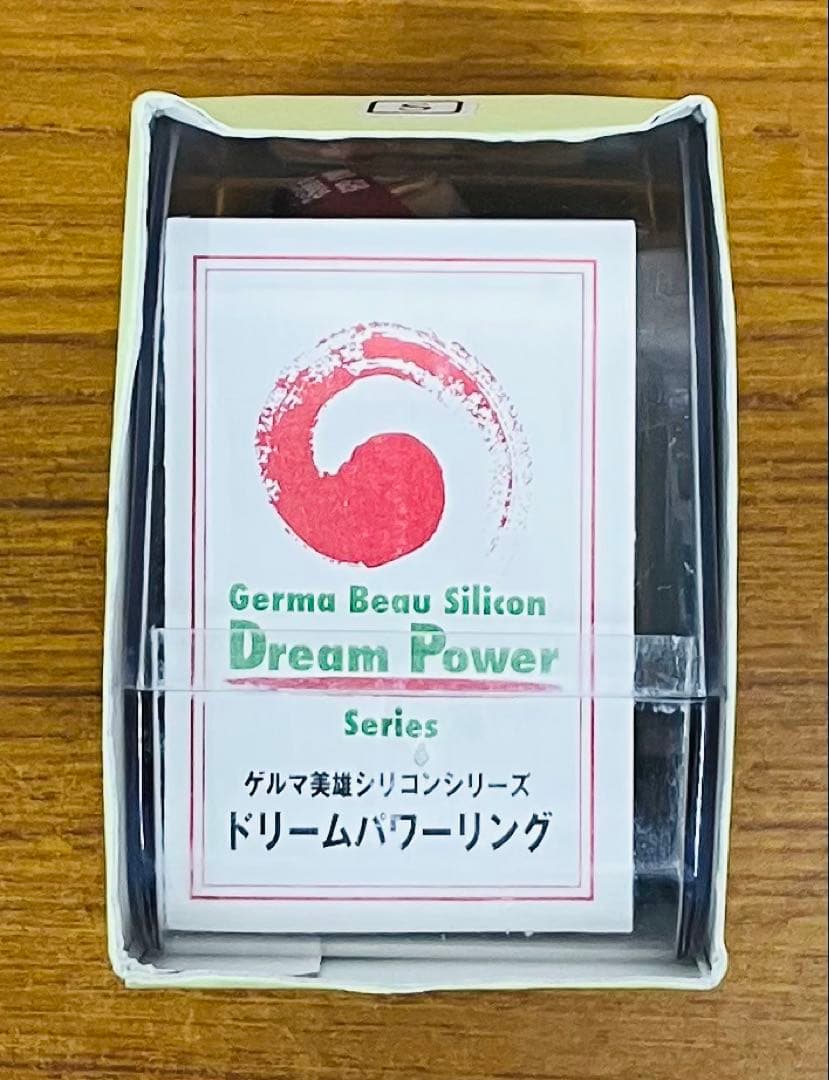 S
Germa Beau Silicon
Dream Power
Series
ゲルマ美雄シリコンシリーズ
ドリームパワーリング